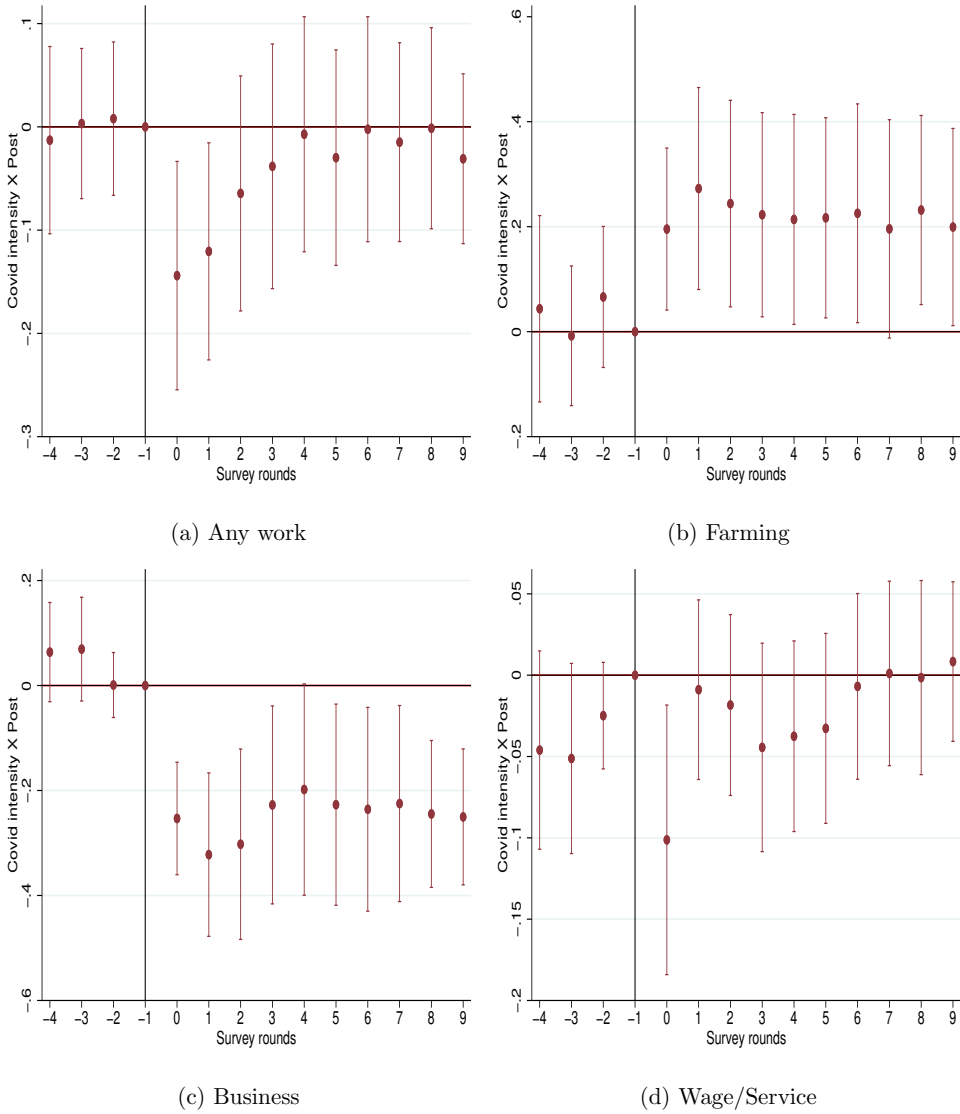 .1
0
-.1
-.2
-.3
Covid intensity X Post
-4 -3 -2 -1 0 1 2 3 4 5 6 7 8 9
Survey rounds
(a) Any work
.6
.4
.2
0
-.2
Covid intensity X Post
-4 -3 -2 -1 0 1 2 3 4 5 6 7 8 9
Survey rounds
(b) Farming
.2
0
-.2
-.4
-.6
Covid intensity X Post
-4 -3 -2 -1 0 1 2 3 4 5 6 7 8 9
Survey rounds
(c) Business
.05
0
-.05
-.1
-.15
-.2
Covid intensity X Post
-4 -3 -2 -1 0 1 2 3 4 5 6 7 8 9
Survey rounds
(d) Wage/Service